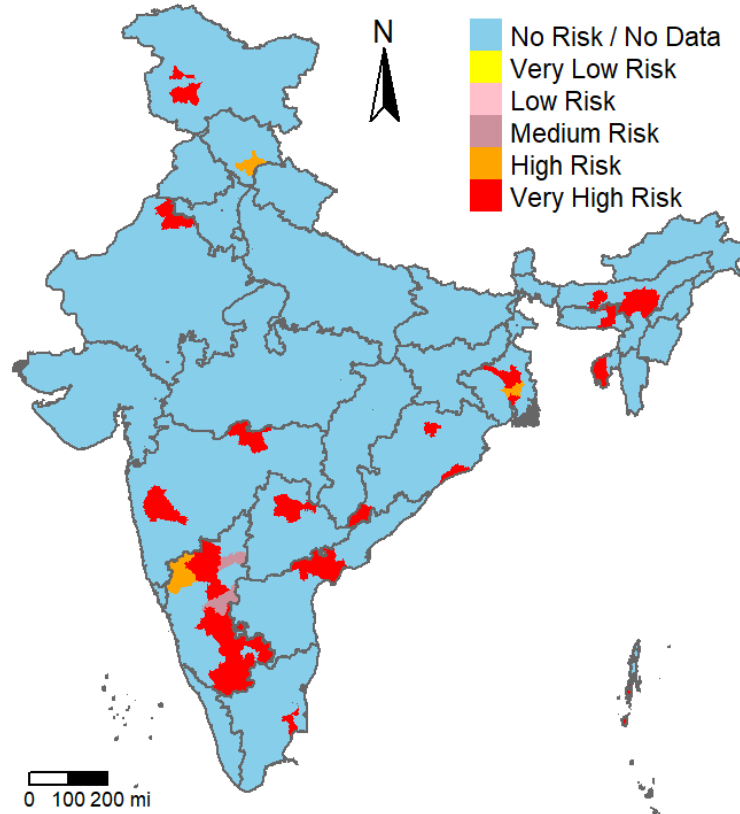 N
No Risk / No Data
Very Low Risk
Low Risk
Medium Risk
High Risk
Very High Risk
0 100 200 mi